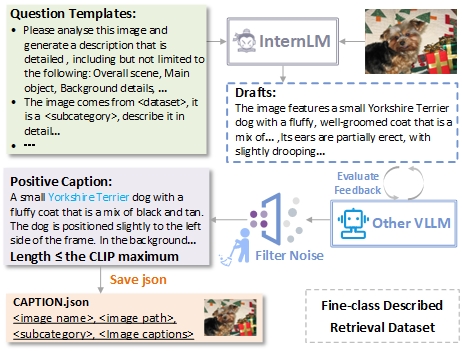 Question Templates:
• Please analyse this image and
generate a description that is
detailed , including but not limited to
the following: Overall scene, Main
object, Background details, ...
• The image comes from <dataset>, it
is a <subcategory>, describe it in
detail...
• ...
InternLM
Drafts:
The image features a small Yorkshire Terrier
dog with a fluffy, well-groomed coat that is a
mix of... ,Its ears are partially erect, with
slightly drooping...
Evaluate
Feedback
Other VLLM
Filter Noise
Positive Caption:
A small Yorkshire Terrier dog with a
fluffy coat that is a mix of black and tan.
The dog is positioned slightly to the left
side of the frame. In the background...
Length ≤ the CLIP maximum
Save json
CAPTION.json
<image name>, <image path>,
<subcategory>, <Image captions>
Fine-class Described
Retrieval Dataset